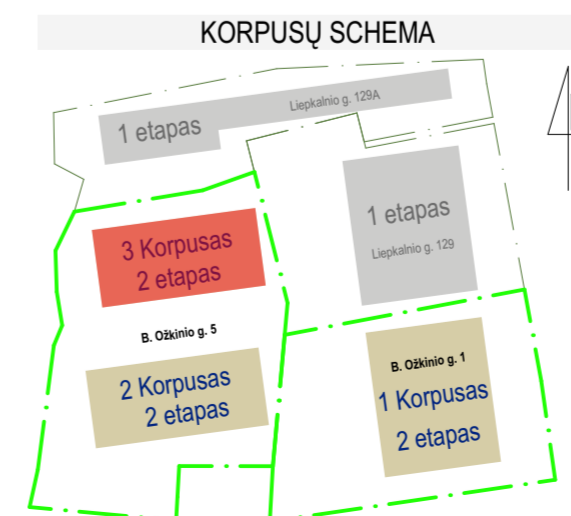 KORPUSŲ SCHEMA
Liepkalnio g. 129A
1 etapas
1 etapas
Liepkalnio g. 129
3 Korpusas
2 etapas
B. Ožkinio g. 5
2 Korpusas
2 etapas
B. Ožkinio g. 1
1 Korpusas
2 etapas